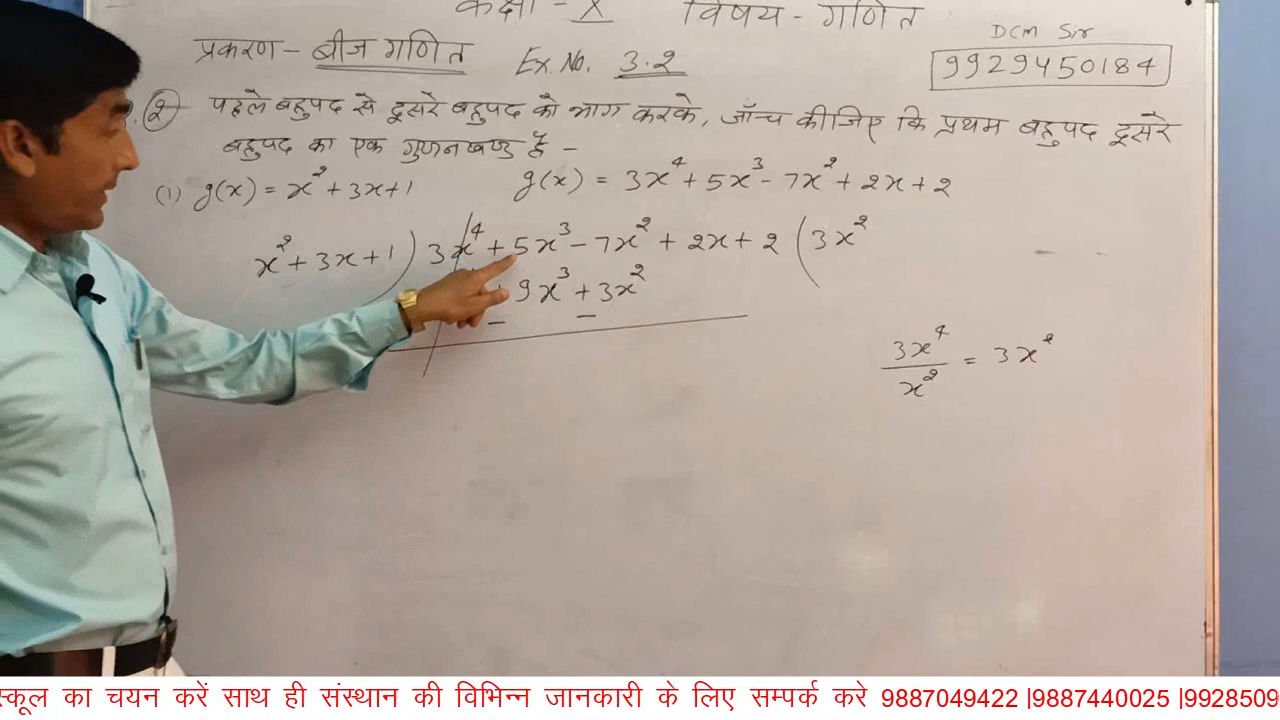 कक्षा - X विषय - गणित
DCM Sir
प्रकरण - बीज गणित Ex. No. 3.2 9929450184
(2) पहले बहुपद से दूसरे बहुपद को भाग करके, जाँच कीजिए कि प्रथम बहुपद दूसरे
बहुपद का एक गुणनखण्ड है -
(1) g(x) = x² + 3x + 1 g(x) = 3x⁴ + 5x³ - 7x² + 2x + 2
x² + 3x + 1 ) 3x⁴ + 5x³ - 7x² + 2x + 2 ( 3x²
+ 9x³ + 3x²
- -
3x⁴/x² = 3x²
स्कूल का चयन करें साथ ही संस्थान की विभिन्न जानकारी के लिए सम्पर्क करे 9887049422 |9887440025 |9928509